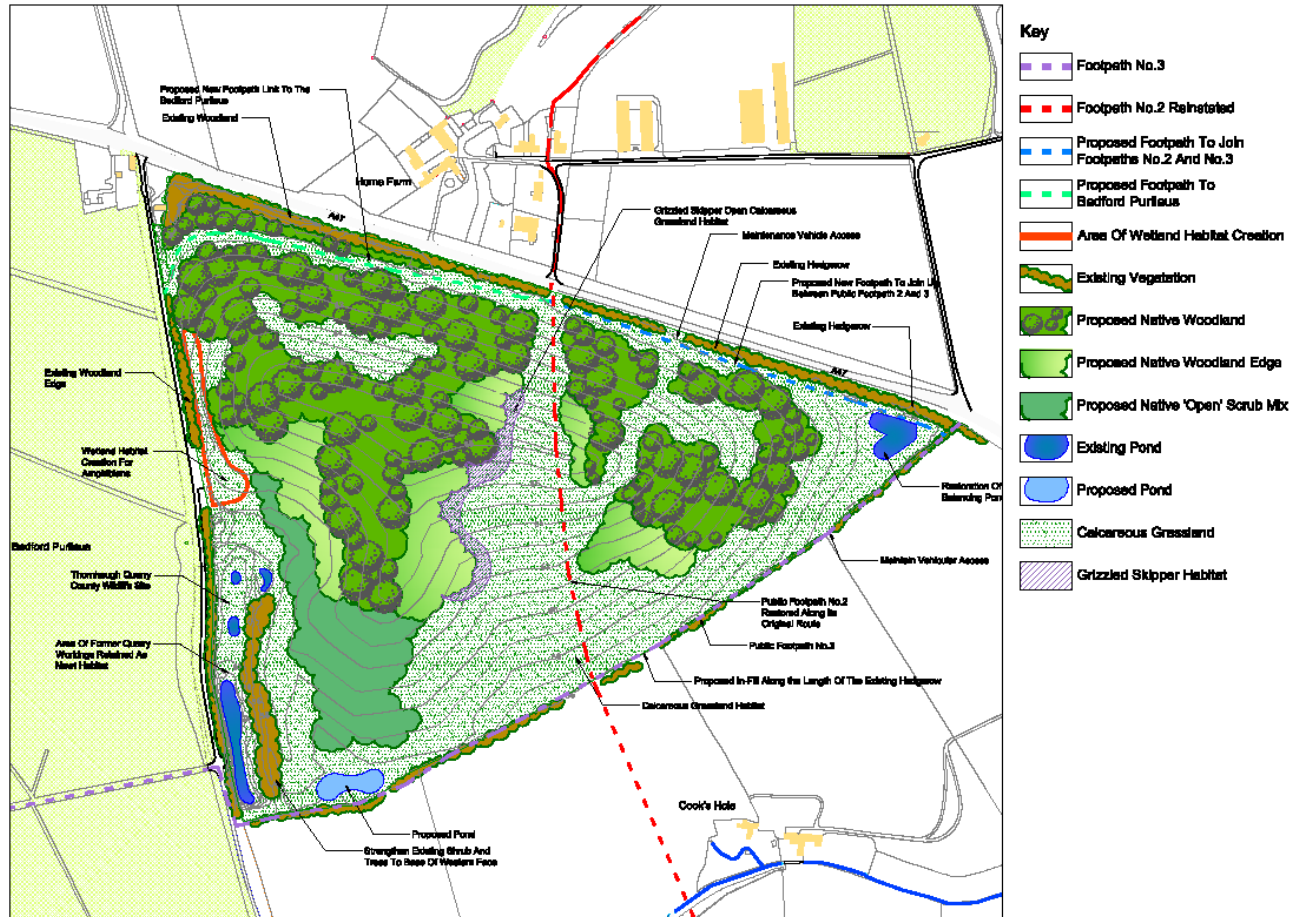 Key
Footpath No.3
Footpath No.2 Reinstated
Proposed Footpath To Join
Footpaths No.2 And No.3
Proposed Footpath To
Bedford Purlieus
Area Of Wetland Habitat Creation
Existing Vegetation
Proposed Native Woodland
Proposed Native Woodland Edge
Proposed Native 'Open' Scrub Mix
Existing Pond
Proposed Pond
Calcareous Grassland
Grizzled Skipper Habitat
Proposed New Footpath Link To The
Bedford Purlieus
Existing Woodland
Home Farm
A47
Grizzled Skipper Open Calcareous
Grassland Habitat
Maintenance Vehicle Access
Existing Hedgerow
Proposed New Footpath To Join U
Between Public Footpath 2 And 3
Existing Hedgerow
A47
Existing Woodland
Edge
Wetland Habitat
Creation For
Amphibians
Restoration Of
Balancing Pon
Bedford Purlieus
Maintain Vehicular Access
Thornhaugh Quarry
County Wildlife Site
Public Footpath No.2
Restored Along Its
Original Route
Area Of Former Quarry
Workings Retained As
Newt Habitat
Public Footpath No.3
Proposed In-Fill Along the Length Of The Existing Hedgerow
Calcareous Grassland Habitat
Cook's Hole
Proposed Pond
Strengthen Existing Shrub And
Trees To Base Of Western Face